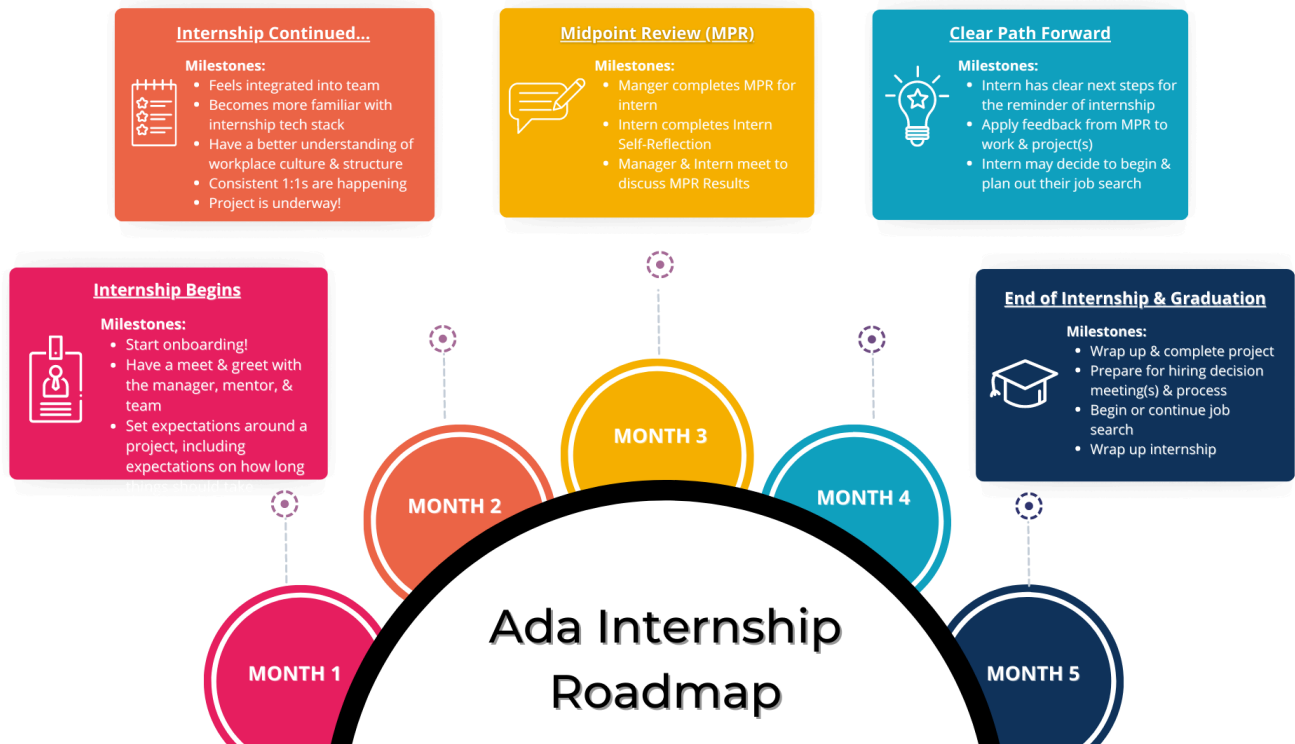 Internship Continued...
Milestones:
Feels integrated into team
Becomes more familiar with
internship tech stack
Have a better understanding of
workplace culture & structure
Consistent 1:1s are happening
Project is underway!
Midpoint Review (MPR)
Milestones:
Manger completes MPR for
intern
Intern completes Intern
Self-Reflection
Manager & Intern meet to
discuss MPR Results
Clear Path Forward
Milestones:
Intern has clear next steps for
the reminder of internship
Apply feedback from MPR to
work & project(s)
Intern may decide to begin &
plan out their job search
Internship Begins
Milestones:
Start onboarding!
Have a meet & greet with
the manager, mentor, &
team
Set expectations around a
project, including
expectations on how long
things should take
End of Internship & Graduation
Milestones:
Wrap up & complete project
Prepare for hiring decision
meeting(s) & process
Begin or continue job
search
Wrap up internship
MONTH 1
MONTH 2
MONTH 3
MONTH 4
MONTH 5
Ada Internship
Roadmap